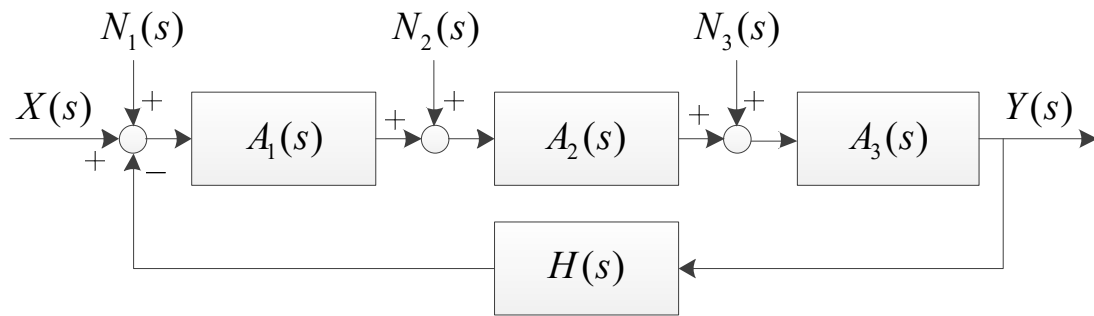 N₁(s) N₂(s) N₃(s)
X(s) + + − A₁(s) + + A₂(s) + + A₃(s) Y(s)
H(s)